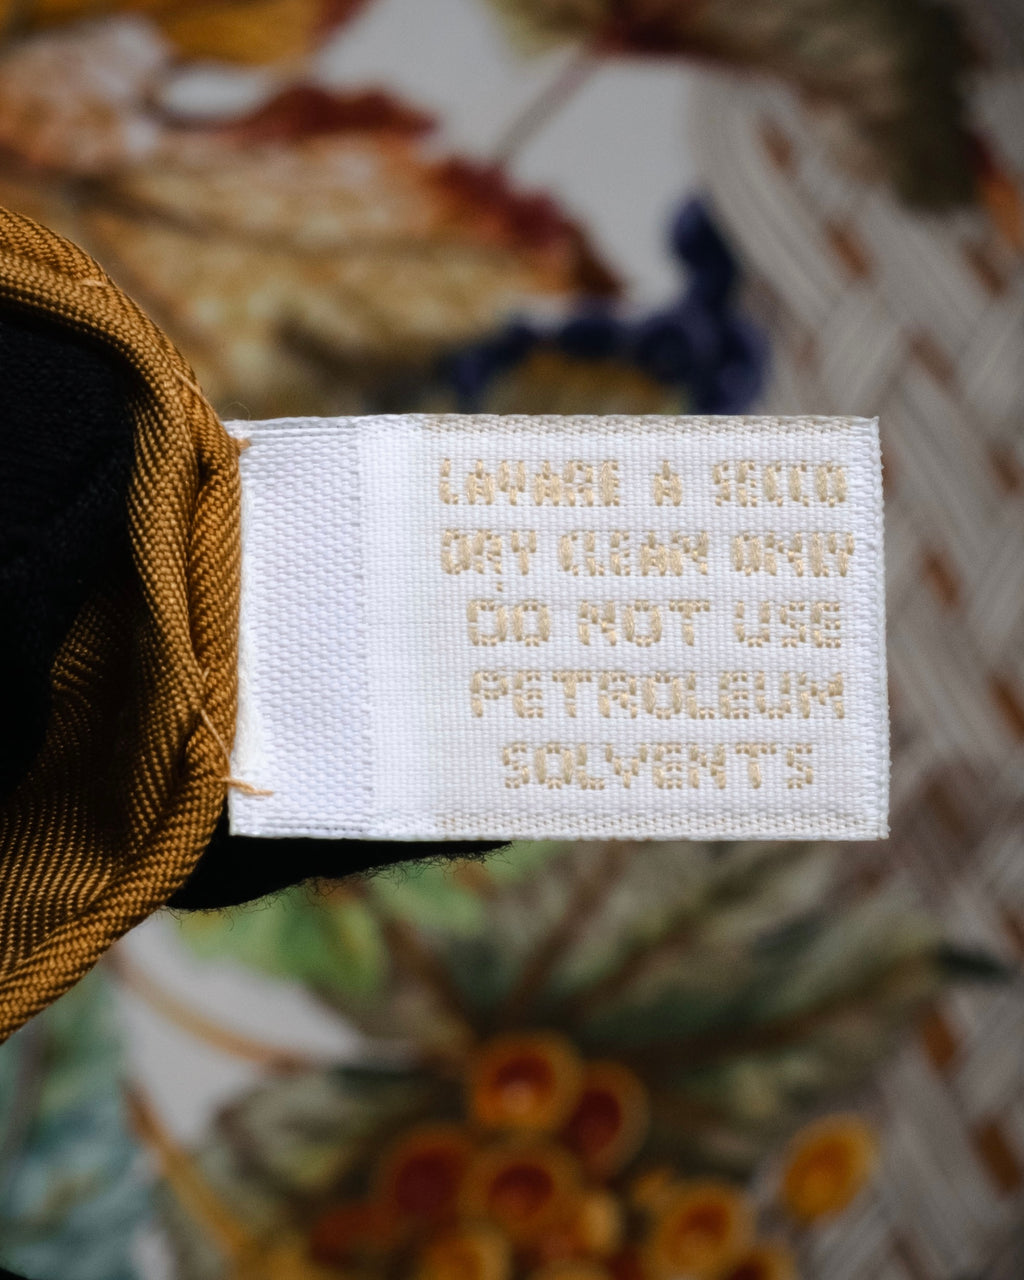 LAVARE A SECCO
DRY CLEAN ONLY
DO NOT USE
PETROLEUM
SOLVENTS